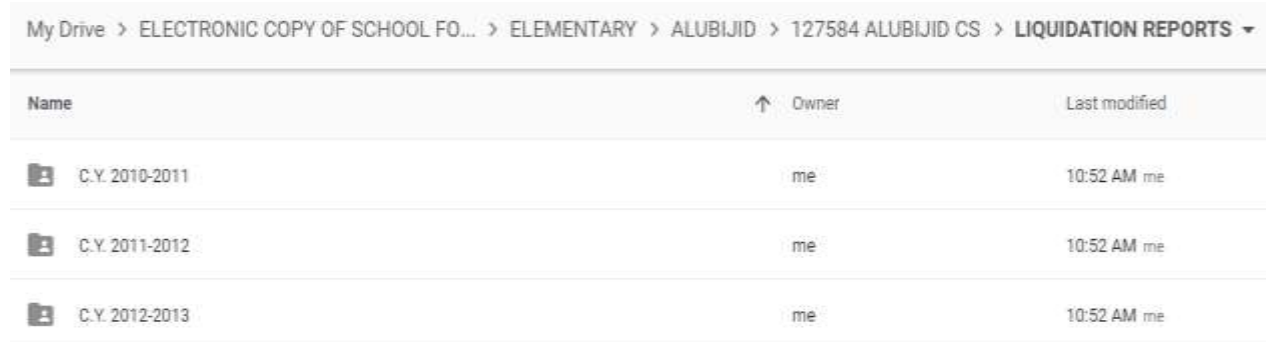 My Drive > ELECTRONIC COPY OF SCHOOL FO... > ELEMENTARY > ALUBIJID > 127584 ALUBIJID CS > LIQUIDATION REPORTS
Name Owner Last modified
C.Y. 2010-2011 me 10:52 AM me
C.Y. 2011-2012 me 10:52 AM me
C.Y. 2012-2013 me 10:52 AM me